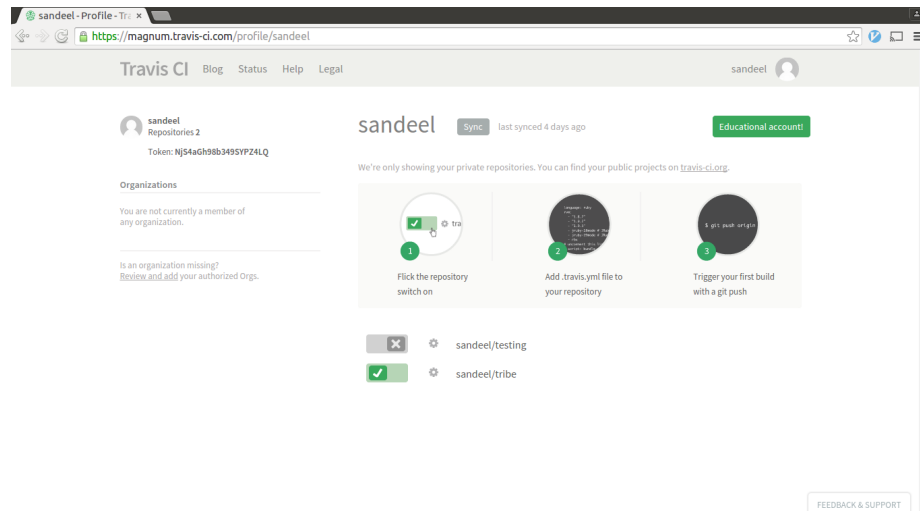 sandeel - Profile - Tra
https://magnum.travis-ci.com/profile/sandeel
Travis CI Blog Status Help Legal sandeel
sandeel
Repositories 2
Token: NjS4aGh98b349SYPZ4LQ
Organizations
You are not currently a member of
any organization.
Is an organization missing?
Review and add your authorized Orgs.
sandeel Sync last synced 4 days ago Educational account!
We're only showing your private repositories. You can find your public projects on travis-ci.org.
tra
language: ruby
$ git push origin
1 2 3
Flick the repository
switch on
Add .travis.yml file to
your repository
Trigger your first build
with a git push
sandeel/testing
sandeel/tribe
FEEDBACK & SUPPORT